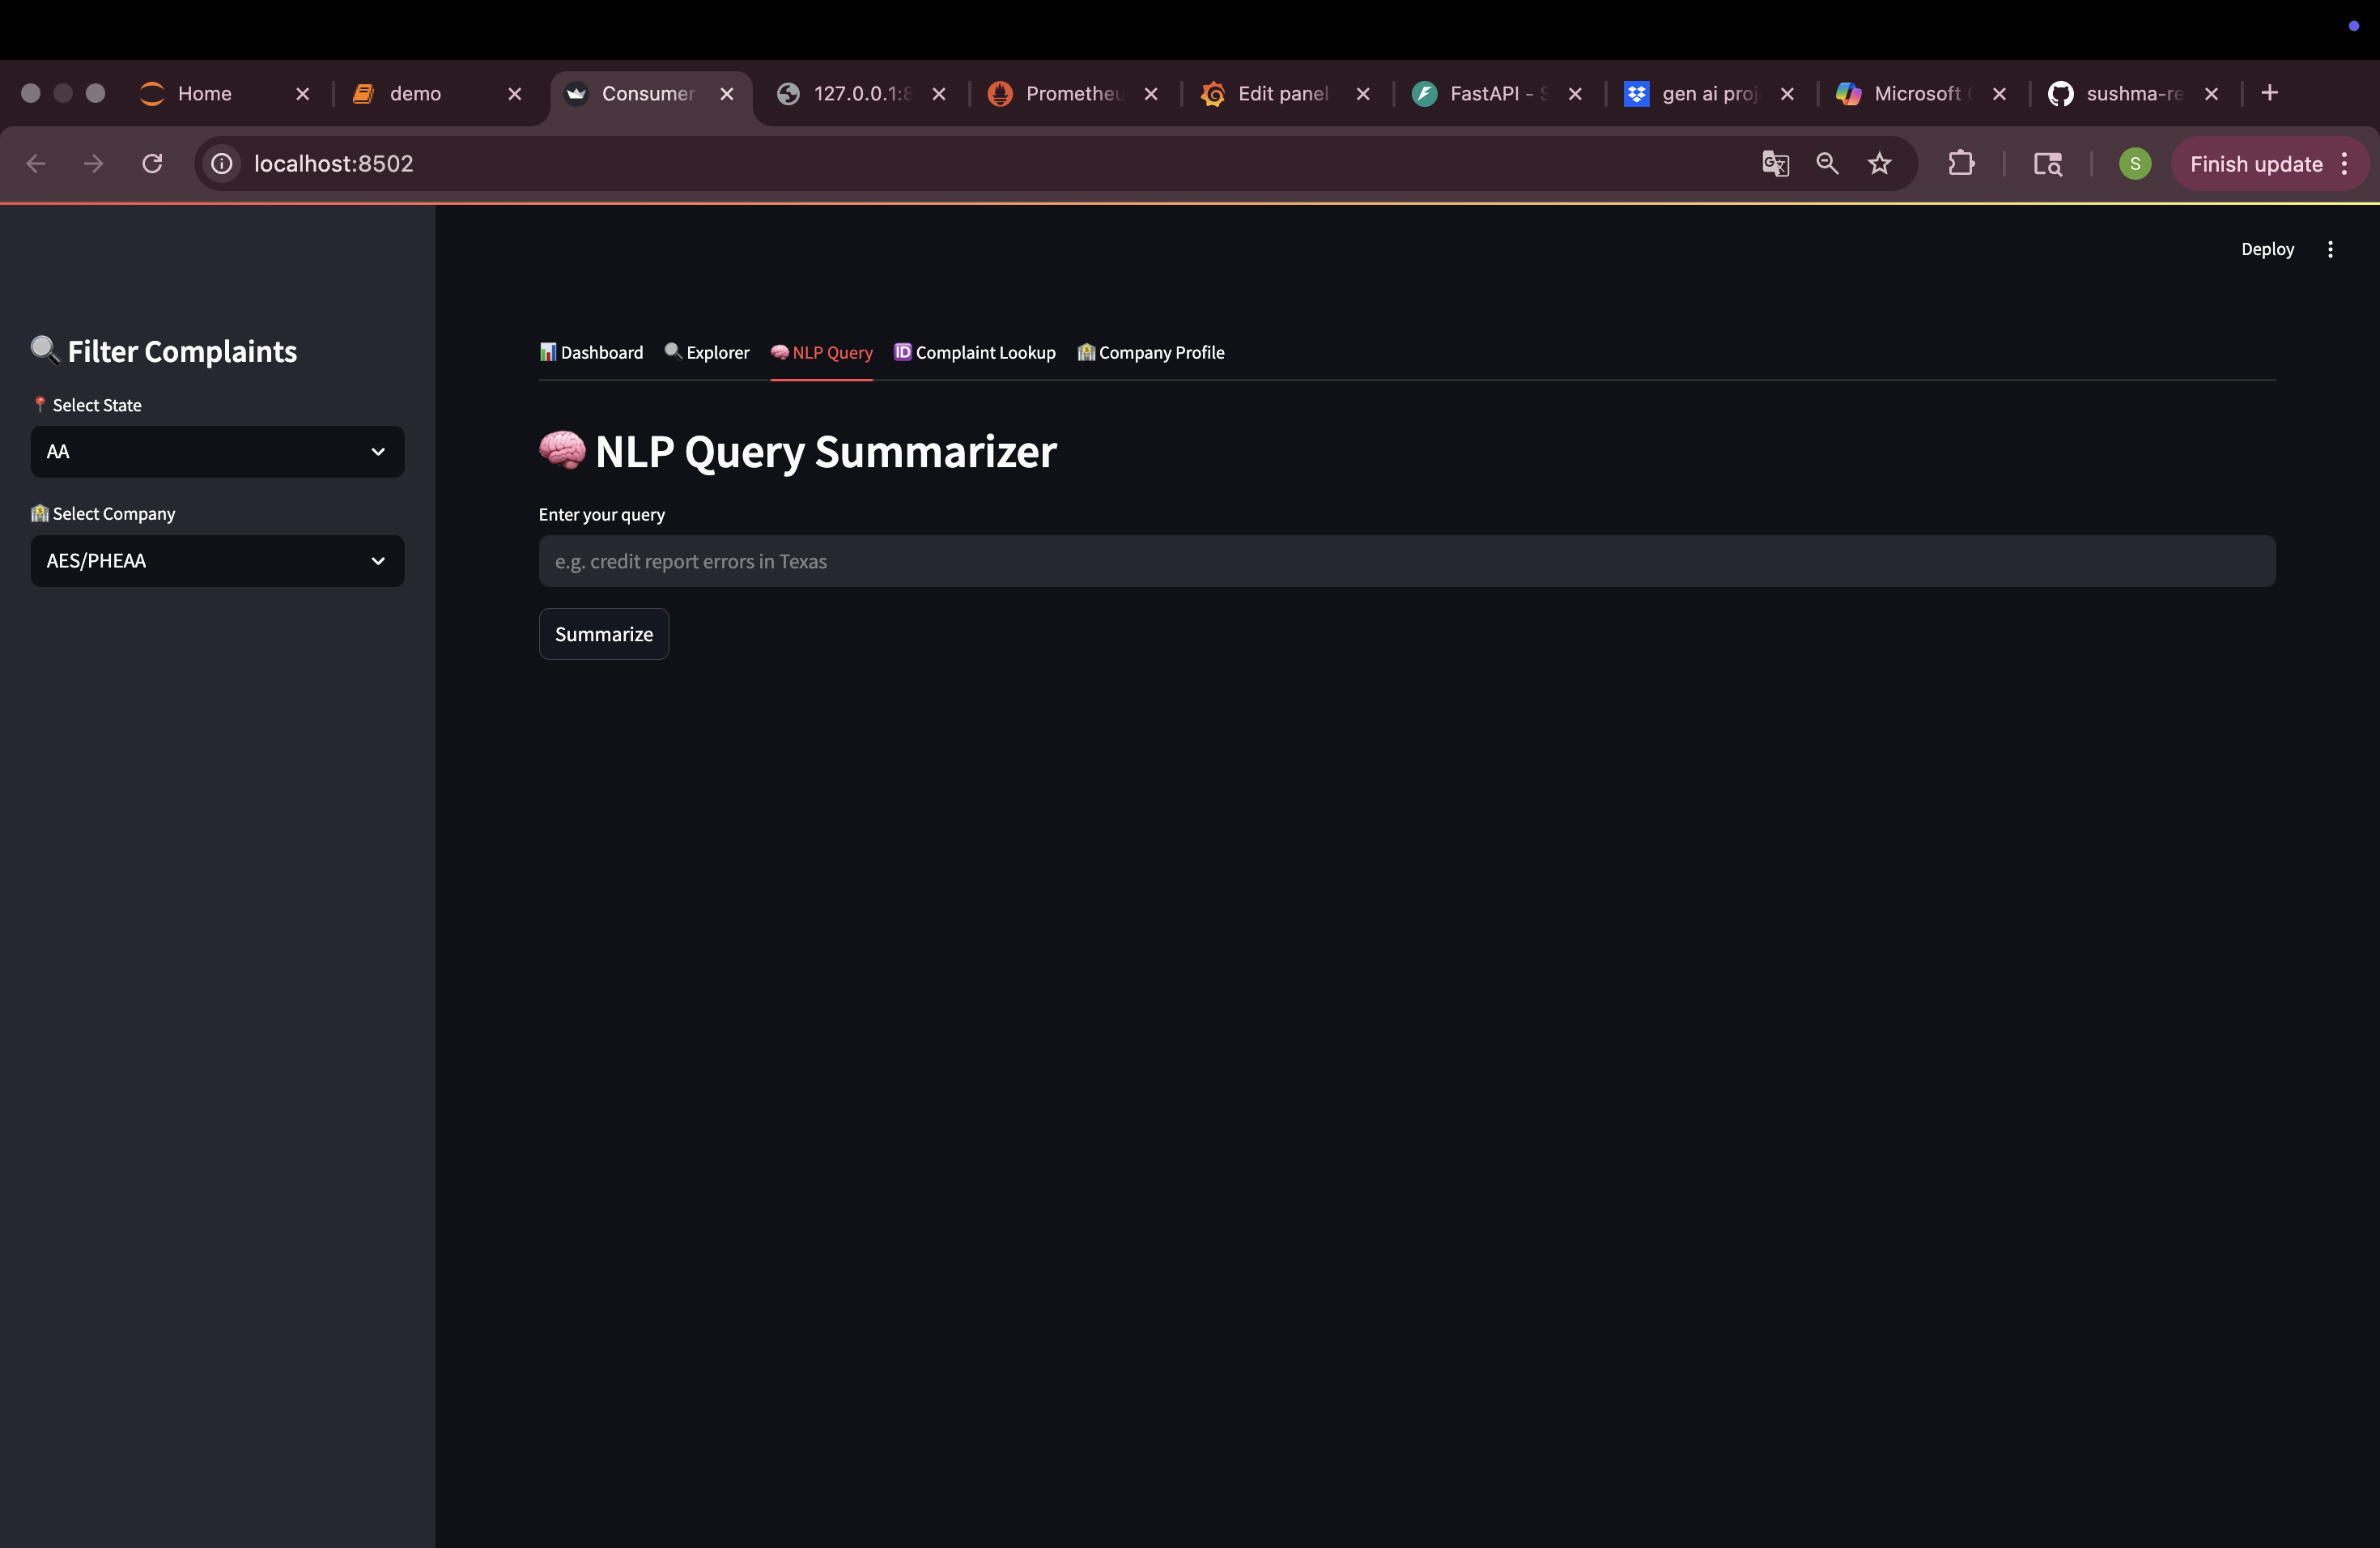 Home
demo
Consumer
127.0.0.1:8
Prometheu
Edit panel
FastAPI - S
gen ai proj
Microsoft
sushma-re
localhost:8502
S
Finish update
Deploy
Filter Complaints
Select State
AA
Select Company
AES/PHEAA
Dashboard
Explorer
NLP Query
ID Complaint Lookup
Company Profile
NLP Query Summarizer
Enter your query
e.g. credit report errors in Texas
Summarize